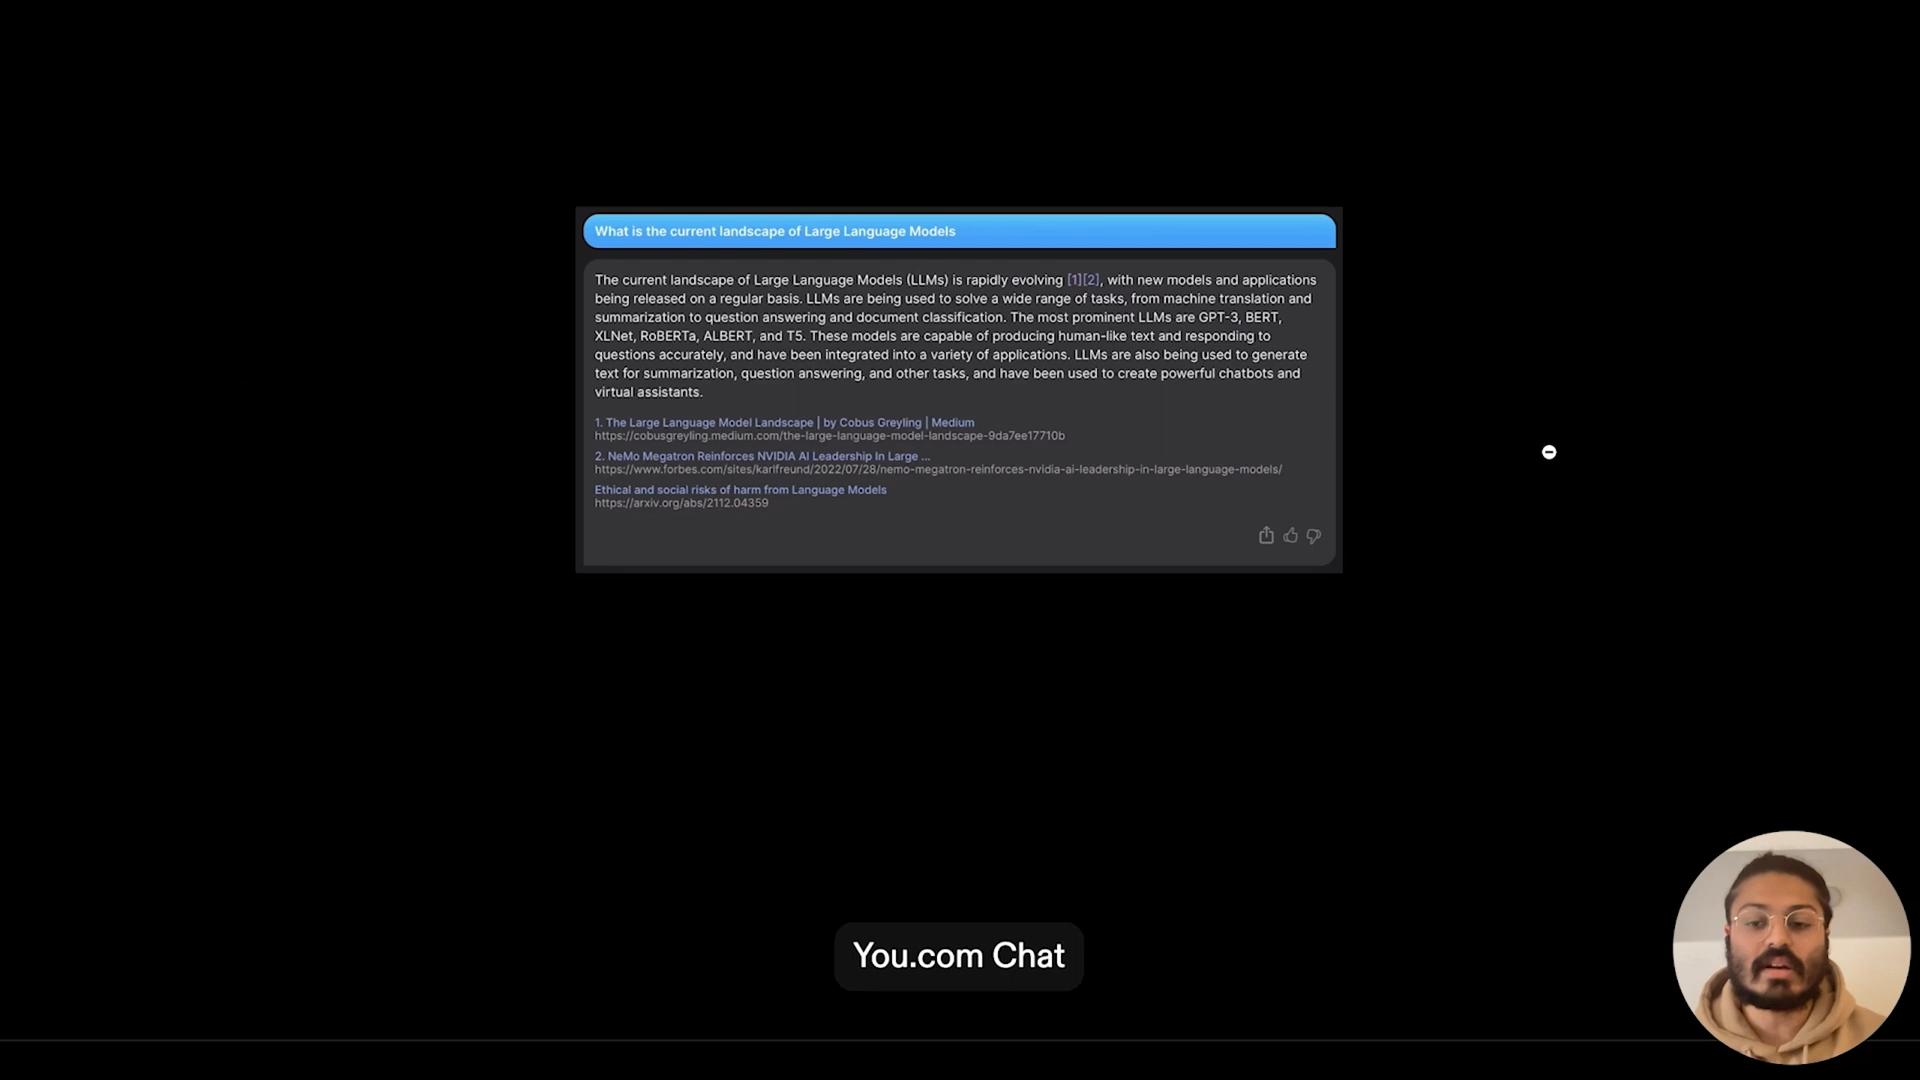 What is the current landscape of Large Language Models
The current landscape of Large Language Models (LLMs) is rapidly evolving [1][2], with new models and applications
being released on a regular basis. LLMs are being used to solve a wide range of tasks, from machine translation and
summarization to question answering and document classification. The most prominent LLMs are GPT-3, BERT,
XLNet, RoBERTa, ALBERT, and T5. These models are capable of producing human-like text and responding to
questions accurately, and have been integrated into a variety of applications. LLMs are also being used to generate
text for summarization, question answering, and other tasks, and have been used to create powerful chatbots and
virtual assistants.
1. The Large Language Model Landscape | by Cobus Greyling | Medium
https://cobusgreyling.medium.com/the-large-language-model-landscape-9da7ee17710b
2. NeMo Megatron Reinforces NVIDIA AI Leadership In Large ...
https://www.forbes.com/sites/karlfreund/2022/07/28/nemo-megatron-reinforces-nvidia-ai-leadership-in-large-language-models/
Ethical and social risks of harm from Language Models
https://arxiv.org/abs/2112.04359
You.com Chat